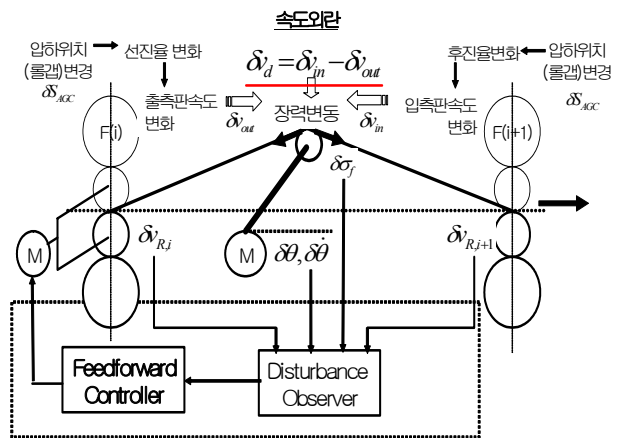 속도외란
압하위치
(롤갭)변경
δS_AGC
선진율 변화
출측판속도
변화
δv_out
δv_d = δv_in − δv_out
장력변동
δv_in
후진율변화
입측판속도
변화
압하위치
(롤갭)변경
δS_AGC
F(i)
F(i+1)
δσ_f
M
δv_R,i
M
δθ, δθ̇
δv_R,i+1
Feedforward
Controller
Disturbance
Observer